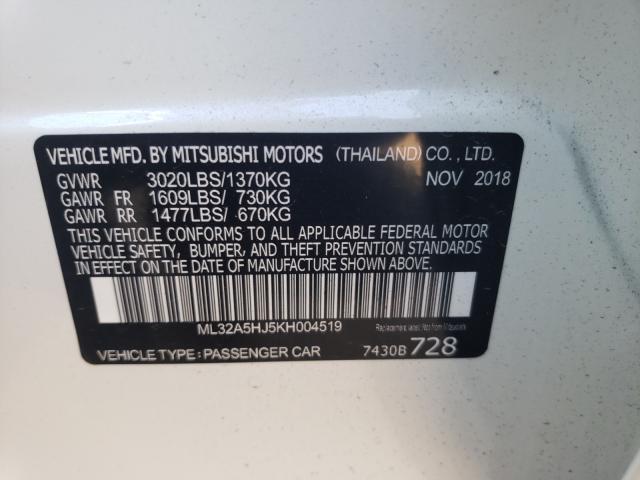 VEHICLE MFD. BY MITSUBISHI MOTORS (THAILAND) CO., LTD.
GVWR 3020LBS/1370KG NOV 2018
GAWR FR 1609LBS/ 730KG
GAWR RR 1477LBS/ 670KG
THIS VEHICLE CONFORMS TO ALL APPLICABLE FEDERAL MOTOR
VEHICLE SAFETY, BUMPER, AND THEFT PREVENTION STANDARDS
IN EFFECT ON THE DATE OF MANUFACTURE SHOWN ABOVE.
ML32A5HJ5KH004519
VEHICLE TYPE: PASSENGER CAR 7430B 728